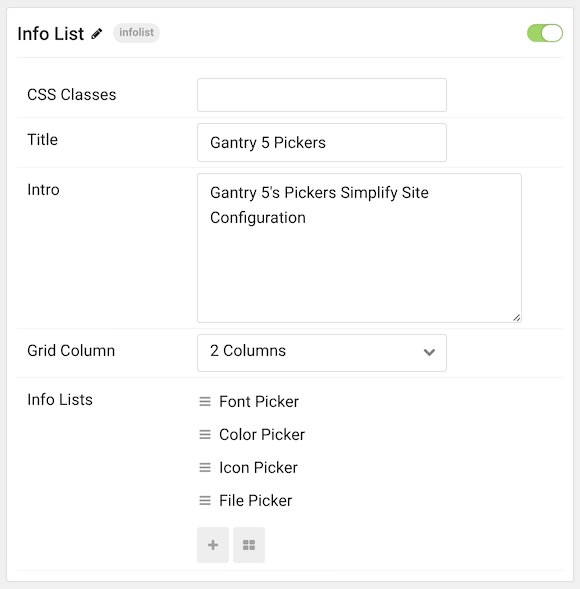 Info List infolist
CSS Classes
Title Gantry 5 Pickers
Intro Gantry 5's Pickers Simplify Site
Configuration
Grid Column 2 Columns
Info Lists Font Picker
Color Picker
Icon Picker
File Picker